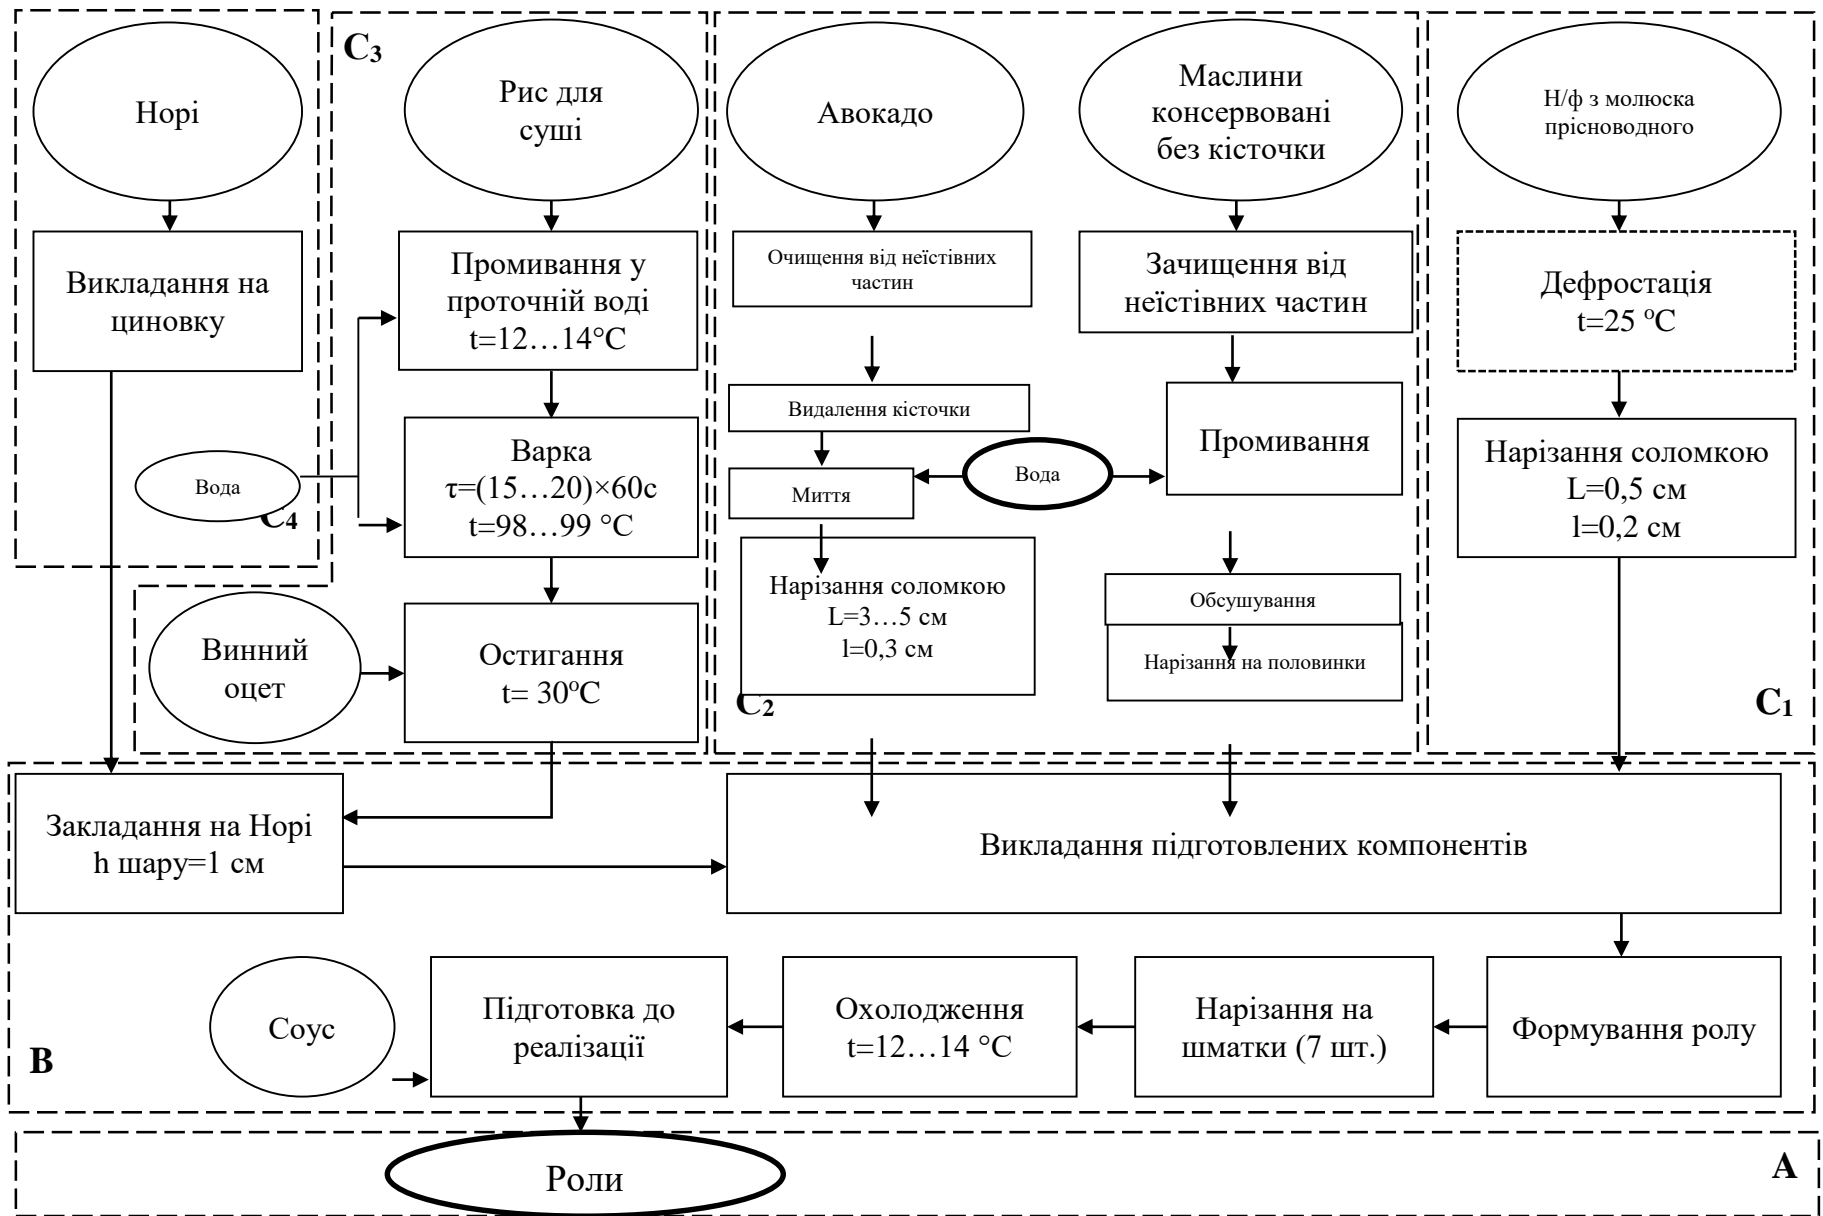 C₃
Норі
Рис для
суші
Авокадо
Маслини
консервовані
без кісточки
Н/ф з молюска
прісноводного
Викладання на
циновку
Промивання у
проточній воді
t=12…14°С
Очищення від неїстівних
частин
Зачищення від
неїстівних частин
Дефростація
t=25 °С
Вода
C₄
Варка
τ=(15…20)×60с
t=98…99 °С
Видалення кісточки
Миття
Вода
Промивання
Нарізання соломкою
L=0,5 см
l=0,2 см
Винний
оцет
Остигання
t= 30°С
Нарізання соломкою
L=3…5 см
l=0,3 см
C₂
Обсушування
Нарізання на половинки
C₁
Закладання на Норі
h шару=1 см
Викладання підготовлених компонентів
B
Соус
Підготовка до
реалізації
Охолодження
t=12…14 °С
Нарізання на
шматки (7 шт.)
Формування ролу
Роли
A